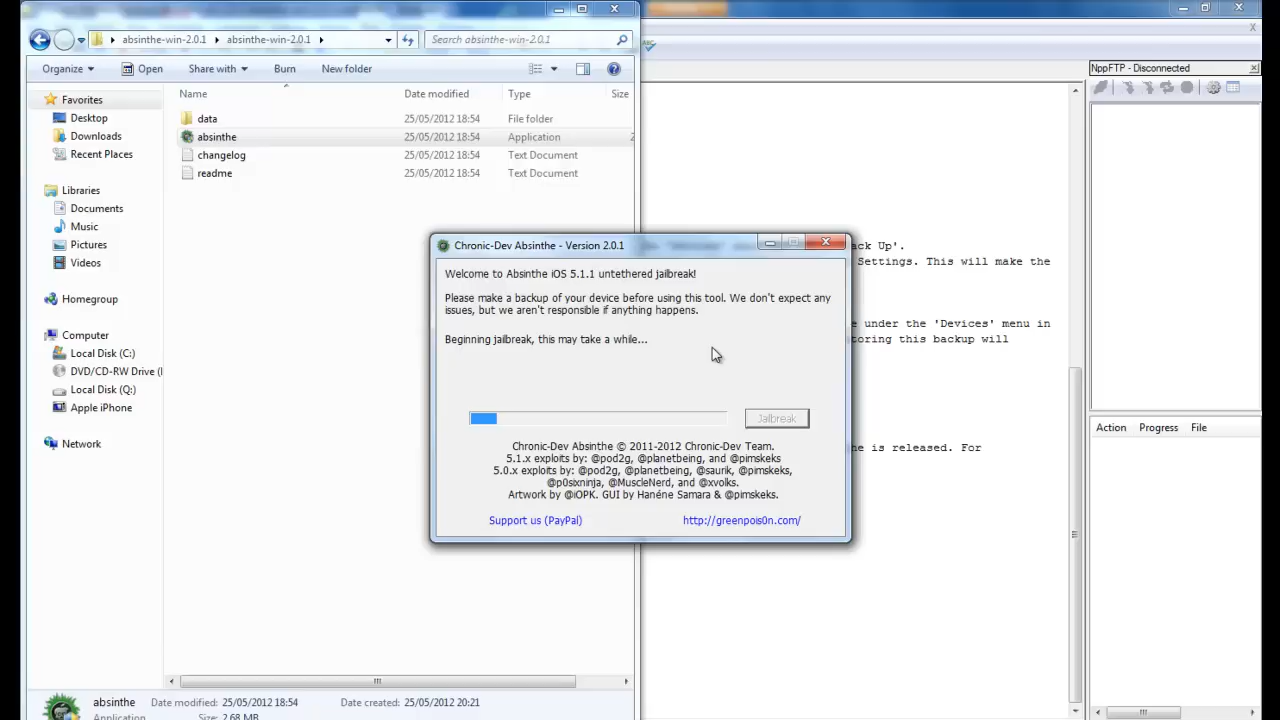 absinthe-win-2.0.1 absinthe-win-2.0.1 Search absinthe-win-2.0.1
Organize Open Share with Burn New folder
Name Date modified Type Size
data 25/05/2012 18:54 File folder
absinthe 25/05/2012 18:54 Application
changelog 25/05/2012 18:54 Text Document
readme 25/05/2012 18:54 Text Document
Favorites
Desktop
Downloads
Recent Places
Libraries
Documents
Music
Pictures
Videos
Homegroup
Computer
Local Disk (C:)
DVD/CD-RW Drive (
Local Disk (Q:)
Apple iPhone
Network
Chronic-Dev Absinthe - Version 2.0.1
Welcome to Absinthe iOS 5.1.1 untethered jailbreak!
Please make a backup of your device before using this tool. We don't expect any
issues, but we aren't responsible if anything happens.
Beginning jailbreak, this may take a while...
Jailbreak
Chronic-Dev Absinthe © 2011-2012 Chronic-Dev Team.
5.1.x exploits by: @pod2g, @planetbeing, and @pimskeks
5.0.x exploits by: @pod2g, @planetbeing, @saurik, @pimskeks,
@p0sixninja, @MuscleNerd, and @xvolks.
Artwork by @iOPK. GUI by Hanéne Samara & @pimskeks.
Support us (PayPal) http://greenpois0n.com/
ck Up'.
Settings. This will make the
e under the 'Devices' menu in
toring this backup will
ne is released. For
NppFTP - Disconnected
Action Progress File
absinthe Date modified: 25/05/2012 18:54 Date created: 25/05/2012 20:21
Application Size: 2.68 MB